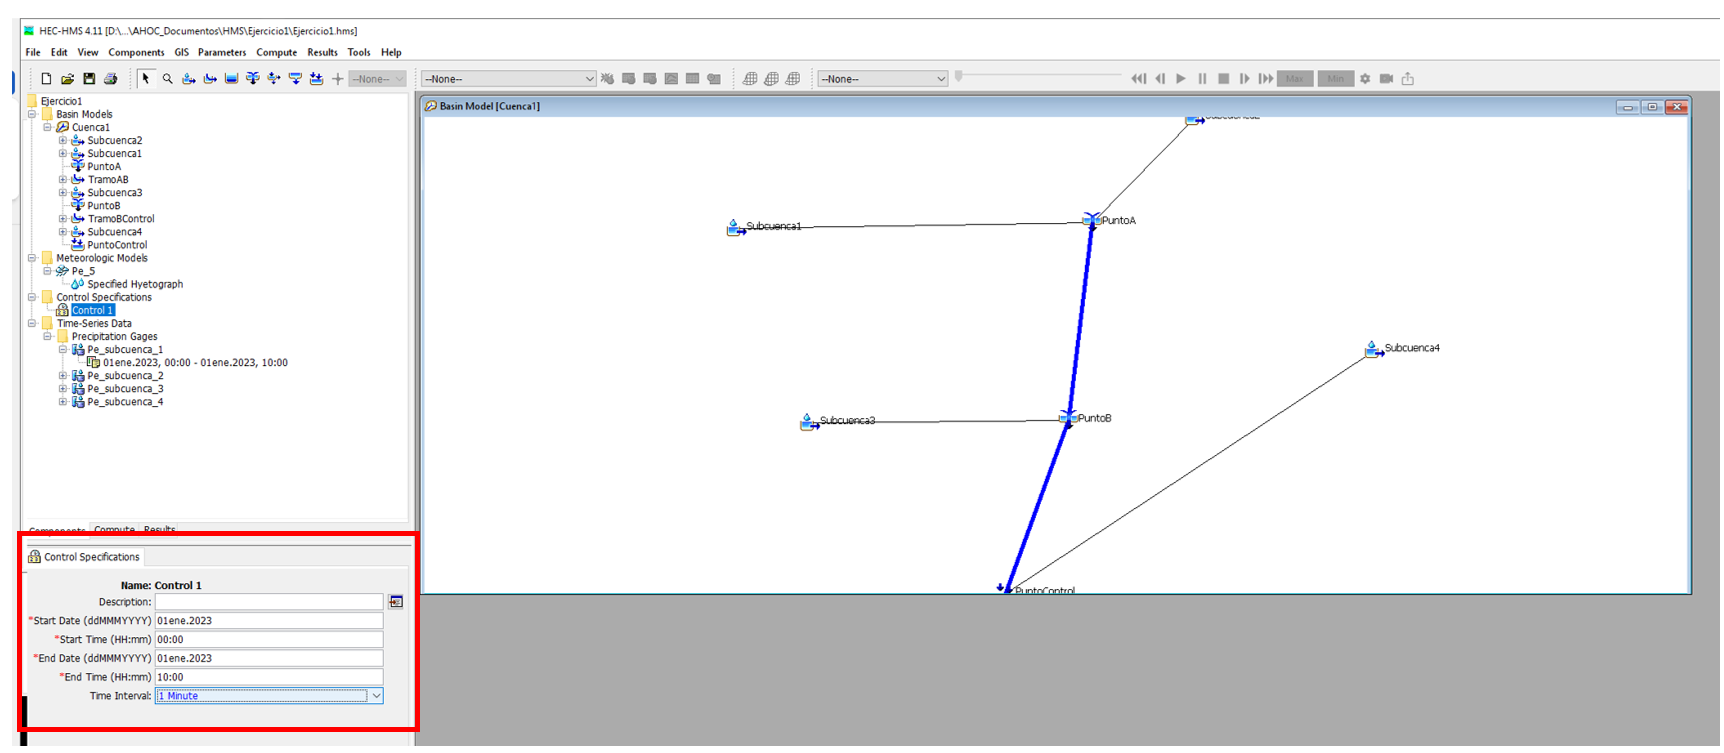 HEC-HMS 4.11 [D:\...\AHOC_Documentos\HMS\Ejercicio1\Ejercicio1.hms]
File Edit View Components GIS Parameters Compute Results Tools Help
--None-- --None-- --None-- Max Min
Ejercicio1
Basin Models
Cuenca1
Subcuenca2
Subcuenca1
PuntoA
TramoAB
Subcuenca3
PuntoB
TramoBControl
Subcuenca4
PuntoControl
Meteorologic Models
Pe_5
Specified Hyetograph
Control Specifications
Control 1
Time-Series Data
Precipitation Gages
Pe_subcuenca_1
01ene.2023, 00:00 - 01ene.2023, 10:00
Pe_subcuenca_2
Pe_subcuenca_3
Pe_subcuenca_4
Components Compute Results
Control Specifications
Name: Control 1
Description:
*Start Date (ddMMMYYYY) 01ene.2023
*Start Time (HH:mm) 00:00
*End Date (ddMMMYYYY) 01ene.2023
*End Time (HH:mm) 10:00
Time Interval: 1 Minute
Basin Model [Cuenca1]
Subcuenca2
Subcuenca1
PuntoA
Subcuenca4
Subcuenca3
PuntoB
PuntoControl